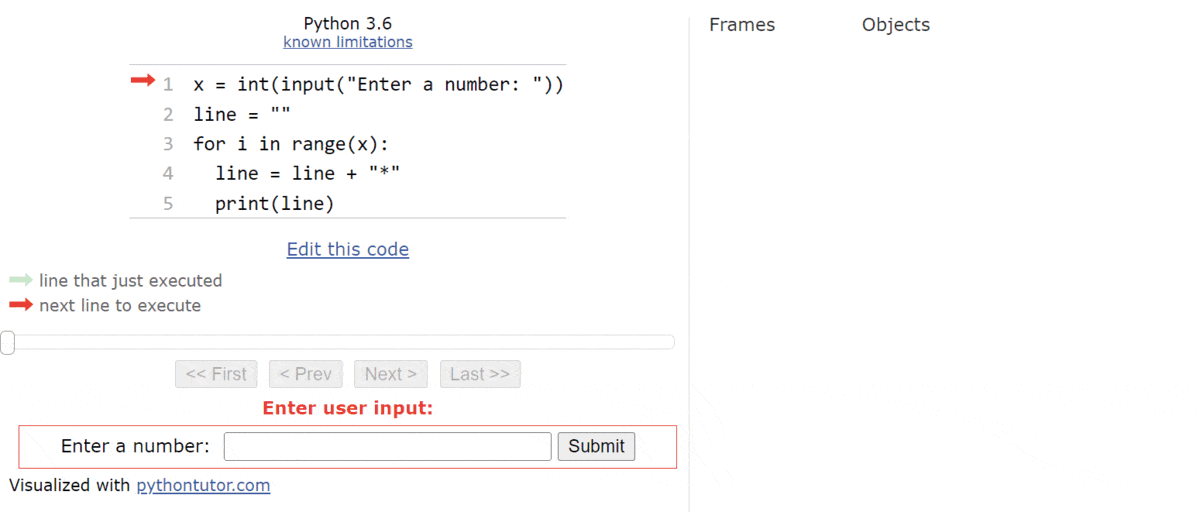 Python 3.6
known limitations
1 x = int(input("Enter a number: "))
2 line = ""
3 for i in range(x):
4   line = line + "*"
5   print(line)
Edit this code
line that just executed
next line to execute
<< First < Prev Next > Last >>
Enter user input:
Enter a number: Submit
Visualized with pythontutor.com
Frames Objects